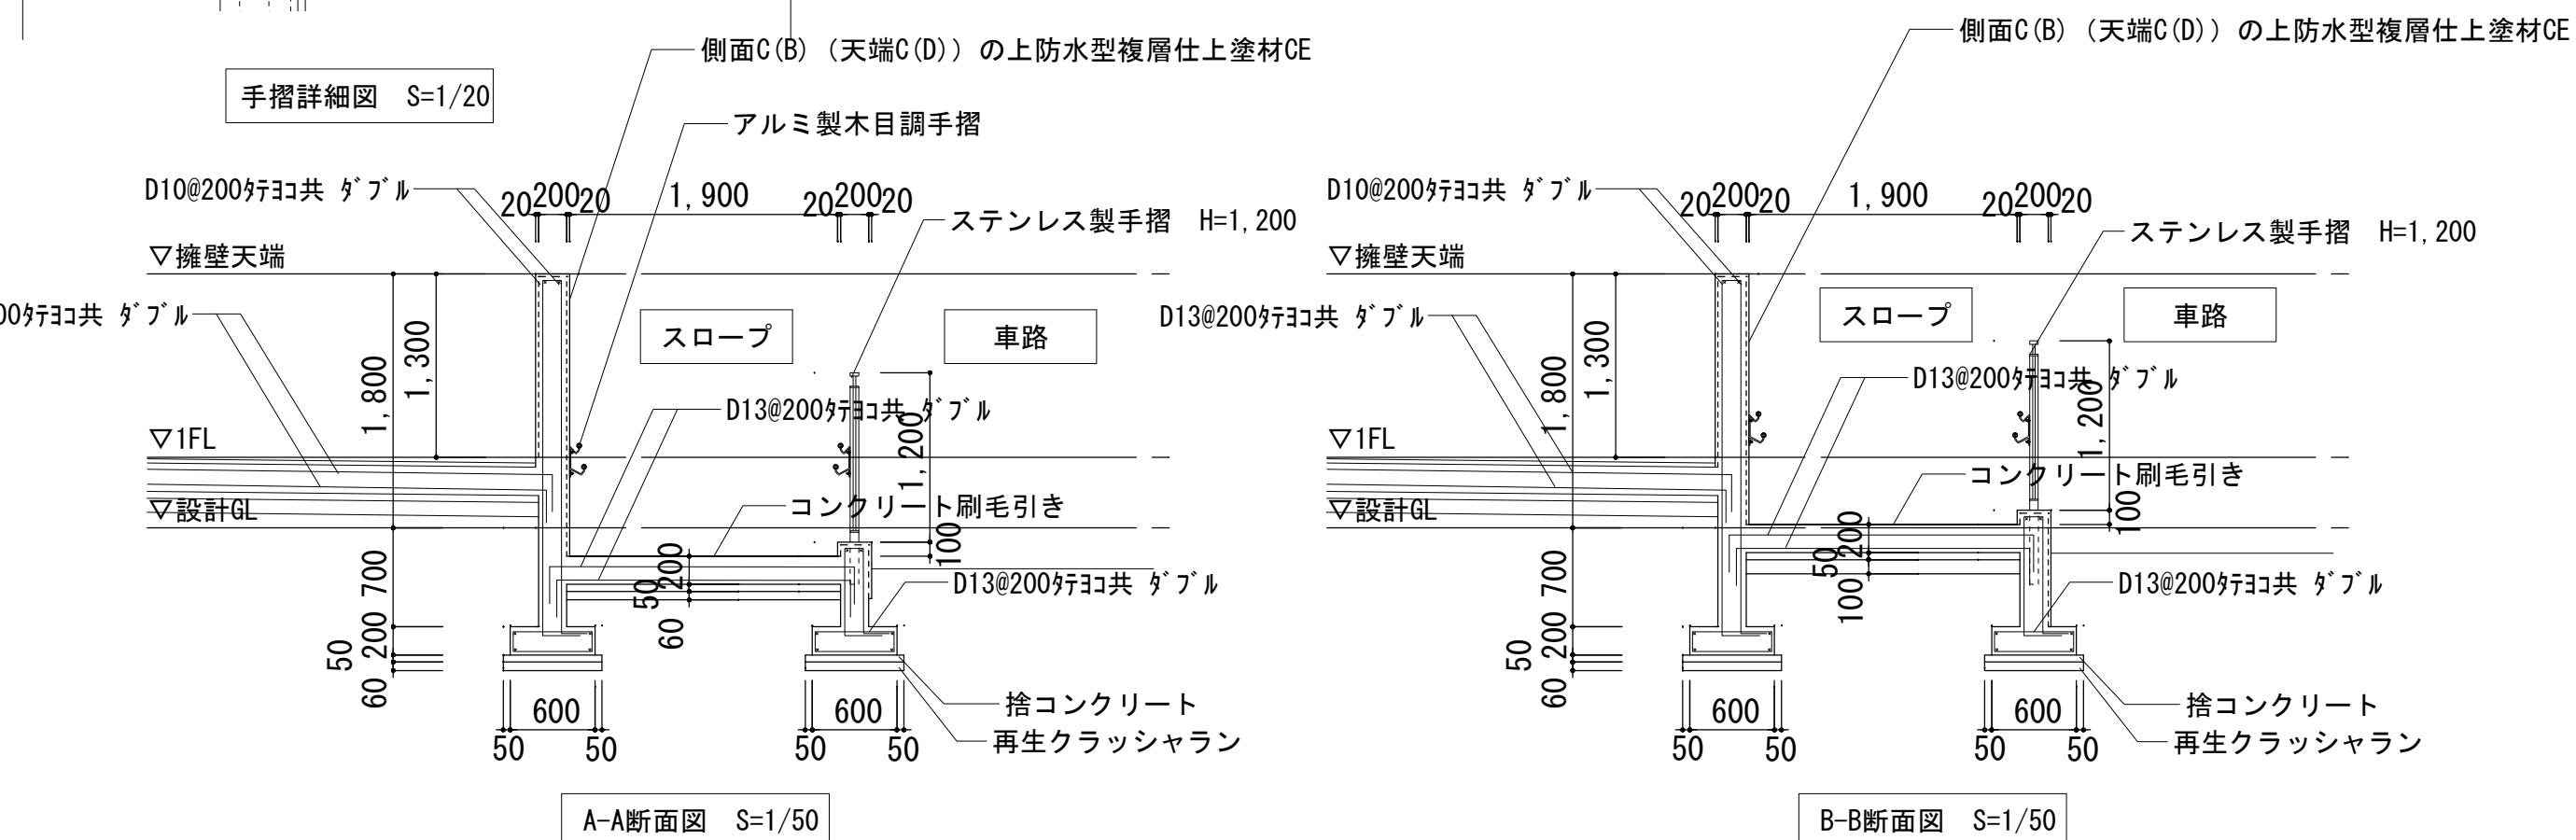 手摺詳細図　S=1/20
側面C(B)（天端C(D)）の上防水型複層仕上塗材CE
アルミ製木目調手摺
D10@200ﾀﾃﾖｺ共 ﾀﾞﾌﾞﾙ
20 200 20 1,900 20 200 20
ステンレス製手摺　H=1,200
▽擁壁天端
00ﾀﾃﾖｺ共 ﾀﾞﾌﾞﾙ
スロープ
車路
1,800
1,300
D13@200ﾀﾃﾖｺ共 ﾀﾞﾌﾞﾙ
1,200
▽1FL
コンクリート刷毛引き
▽設計GL
100
700
200
50
60
D13@200ﾀﾃﾖｺ共 ﾀﾞﾌﾞﾙ
200
50
60
600
50 50
600
50 50
捨コンクリート
再生クラッシャラン
A-A断面図　S=1/50
側面C(B)（天端C(D)）の上防水型複層仕上塗材CE
D10@200ﾀﾃﾖｺ共 ﾀﾞﾌﾞﾙ
20 200 20 1,900 20 200 20
ステンレス製手摺　H=1,200
▽擁壁天端
D13@200ﾀﾃﾖｺ共 ﾀﾞﾌﾞﾙ
スロープ
車路
1,800
1,300
D13@200ﾀﾃﾖｺ共 ﾀﾞﾌﾞﾙ
1,200
▽1FL
コンクリート刷毛引き
▽設計GL
100
200
50
100
700
D13@200ﾀﾃﾖｺ共 ﾀﾞﾌﾞﾙ
200
50
60
600
50 50
600
50 50
捨コンクリート
再生クラッシャラン
B-B断面図　S=1/50